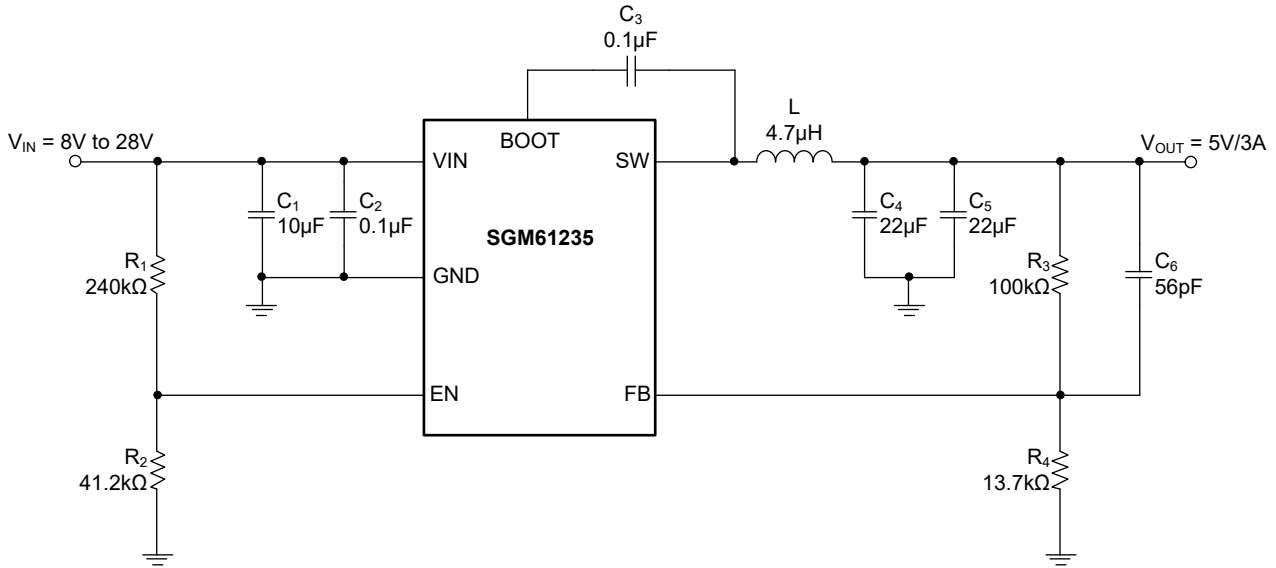 C₃
0.1μF
L
4.7μH
V_IN = 8V to 28V
V_OUT = 5V/3A
BOOT
VIN
SW
C₁
10μF
C₂
0.1μF
SGM61235
C₄
22μF
C₅
22μF
GND
R₁
240kΩ
R₃
100kΩ
C₆
56pF
EN
FB
R₂
41.2kΩ
R₄
13.7kΩ